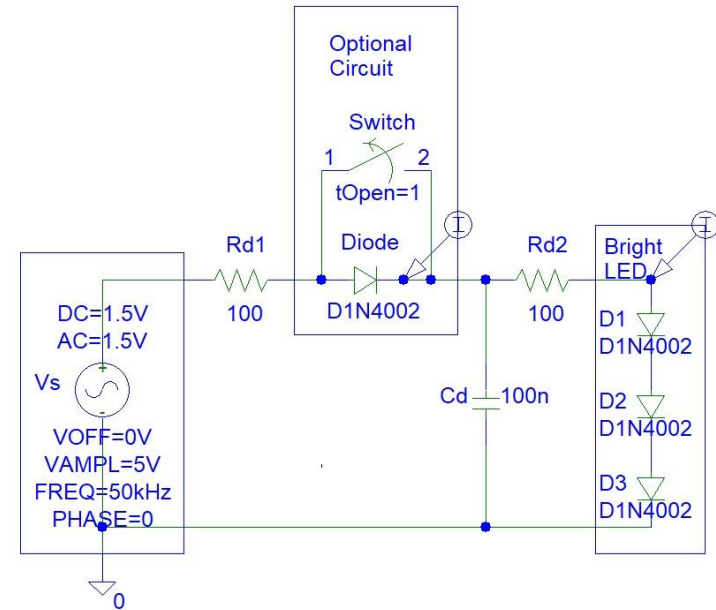 Optional
Circuit
Switch
1 2
tOpen=1
I
I
Rd1
Diode
Rd2
Bright
LED
100
D1N4002
100
DC=1.5V
AC=1.5V
D1
D1N4002
Vs
+
-
Cd
100n
D2
D1N4002
VOFF=0V
VAMPL=5V
FREQ=50kHz
PHASE=0
D3
D1N4002
0